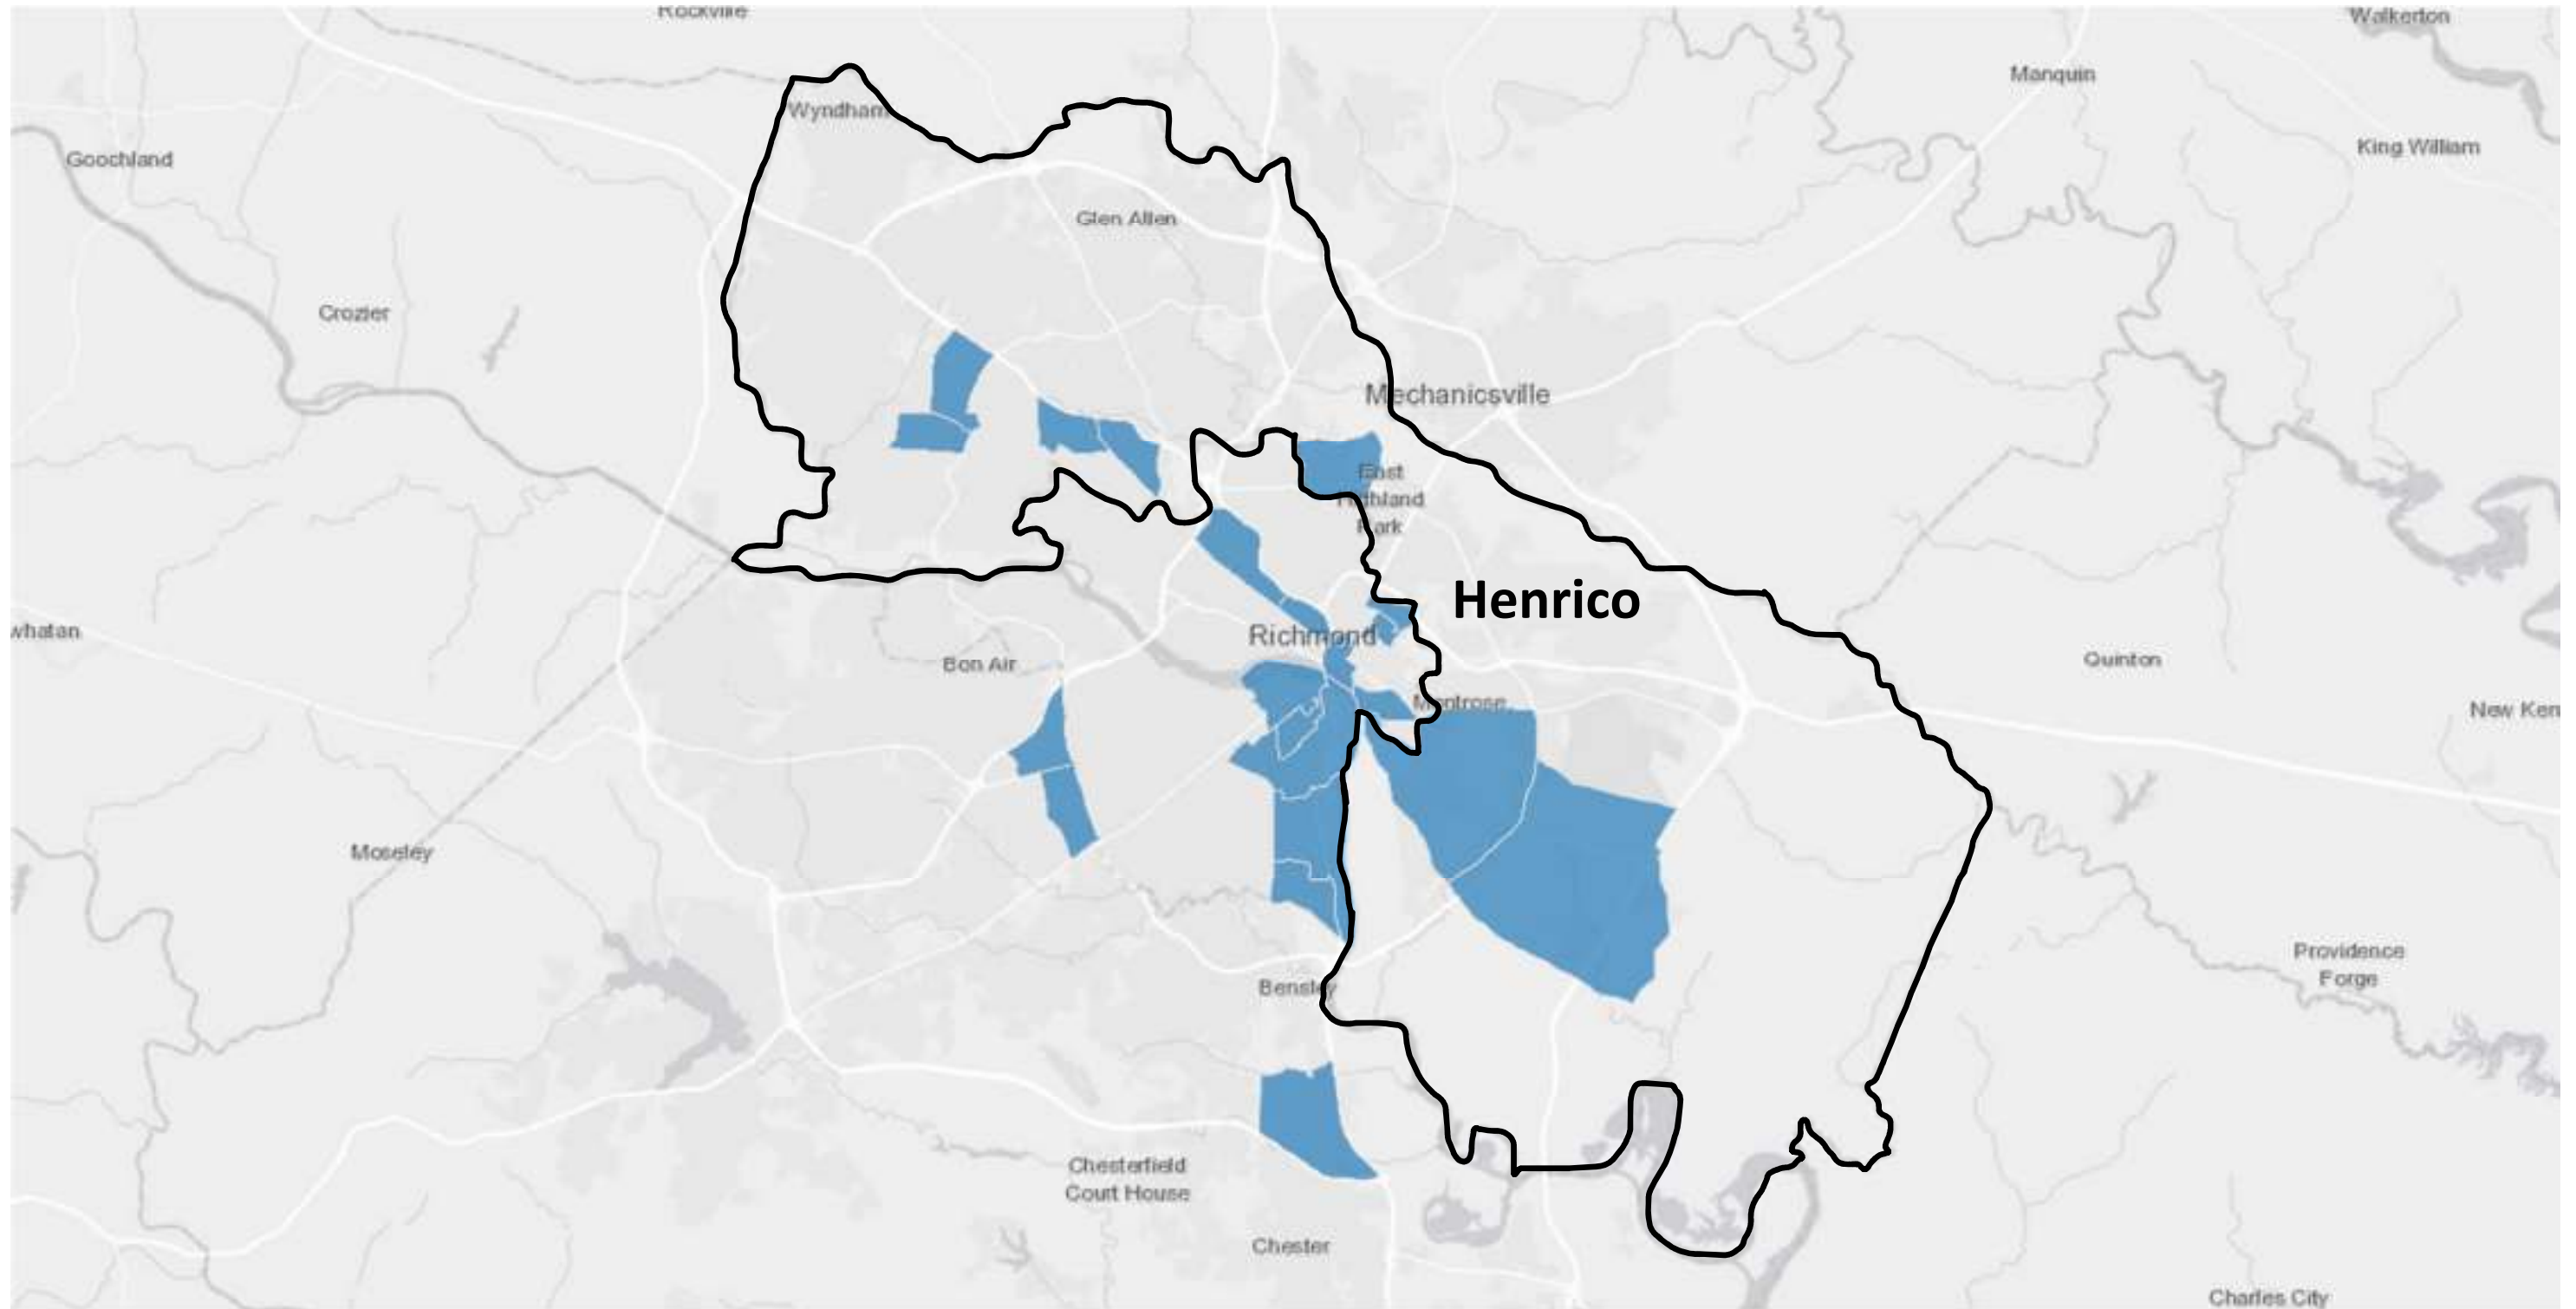 Rockville
Walkerton
Manquin
Wyndham
King William
Goochland
Glen Allen
Crozier
Mechanicsville
East
Highland
Park
Henrico
whatan
Richmond
Bon Air
Quinton
Montrose
New Ken
Moseley
Providence
Forge
Bensley
Chesterfield
Court House
Chester
Charles City